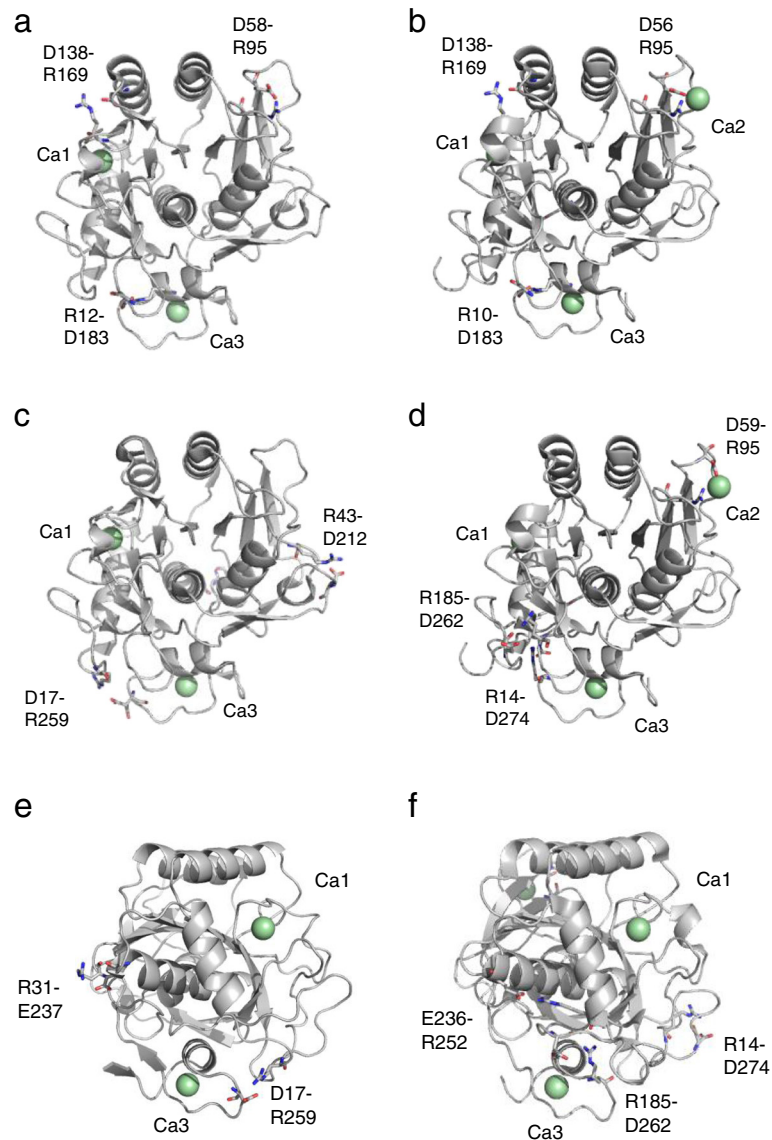 a
D138-
R169
D58-
R95
Ca1
R12-
D183
Ca3
b
D138-
R169
D56
R95
Ca1
Ca2
R10-
D183
Ca3
c
Ca1
R43-
D212
D17-
R259
Ca3
d
D59-
R95
Ca1
Ca2
R185-
D262
R14-
D274
Ca3
e
Ca1
R31-
E237
D17-
R259
Ca3
f
Ca1
E236-
R252
R14-
D274
R185-
D262
Ca3